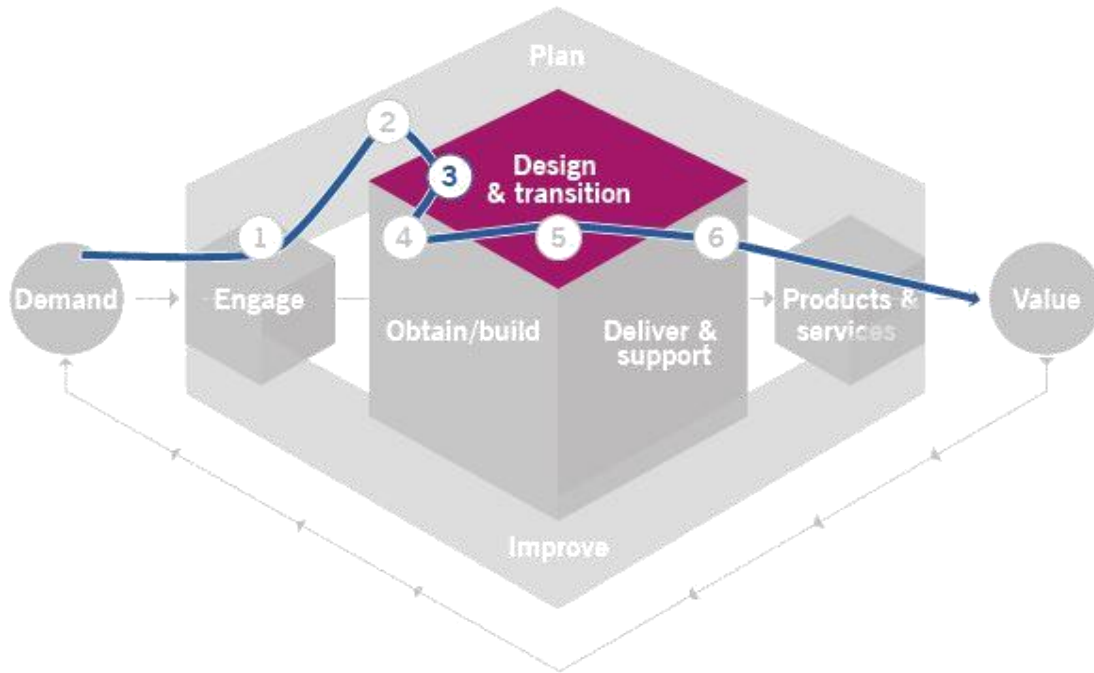 Plan
2
3
Design
& transition
1
4
5
6
Demand
Engage
Obtain/build
Deliver &
support
Products &
services
Value
Improve